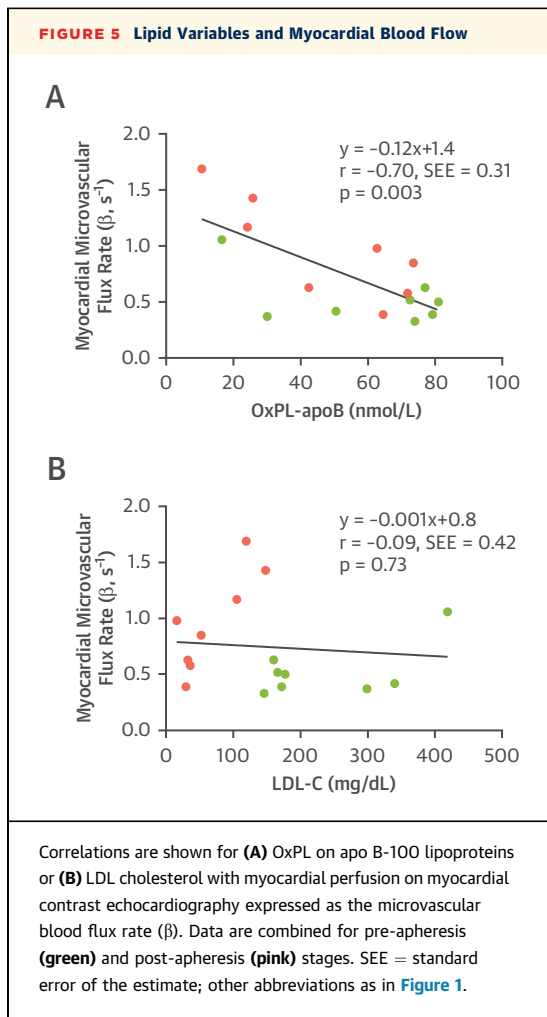 FIGURE 5 Lipid Variables and Myocardial Blood Flow
A
Myocardial Microvascular
Flux Rate (β, s⁻¹)
2.0
1.5
1.0
0.5
0.0
y = –0.12x+1.4
r = –0.70, SEE = 0.31
p = 0.003
0 20 40 60 80 100
OxPL-apoB (nmol/L)
B
Myocardial Microvascular
Flux Rate (β, s⁻¹)
2.0
1.5
1.0
0.5
0.0
y = –0.001x+0.8
r = –0.09, SEE = 0.42
p = 0.73
0 100 200 300 400 500
LDL-C (mg/dL)
Correlations are shown for (A) OxPL on apo B-100 lipoproteins
or (B) LDL cholesterol with myocardial perfusion on myocardial
contrast echocardiography expressed as the microvascular
blood flux rate (β). Data are combined for pre-apheresis
(green) and post-apheresis (pink) stages. SEE = standard
error of the estimate; other abbreviations as in Figure 1.